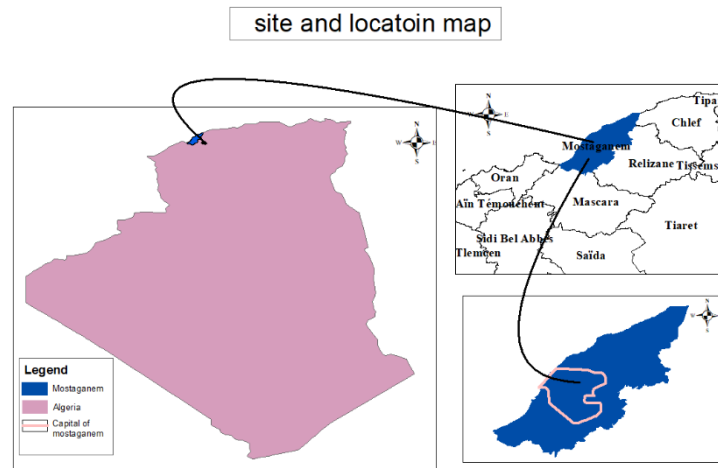 site and locatoin map
N
W E
S
Legend
Mostaganem
Algeria
Capital of
mostaganem
N
W E
S
Tipa
Chlef
Mostaganem
Relizane
Tissems
Oran
Aïn Témouchent
Mascara
Sidi Bel Abbes
Tiaret
Tlemcen
Saïda
N
W E
S